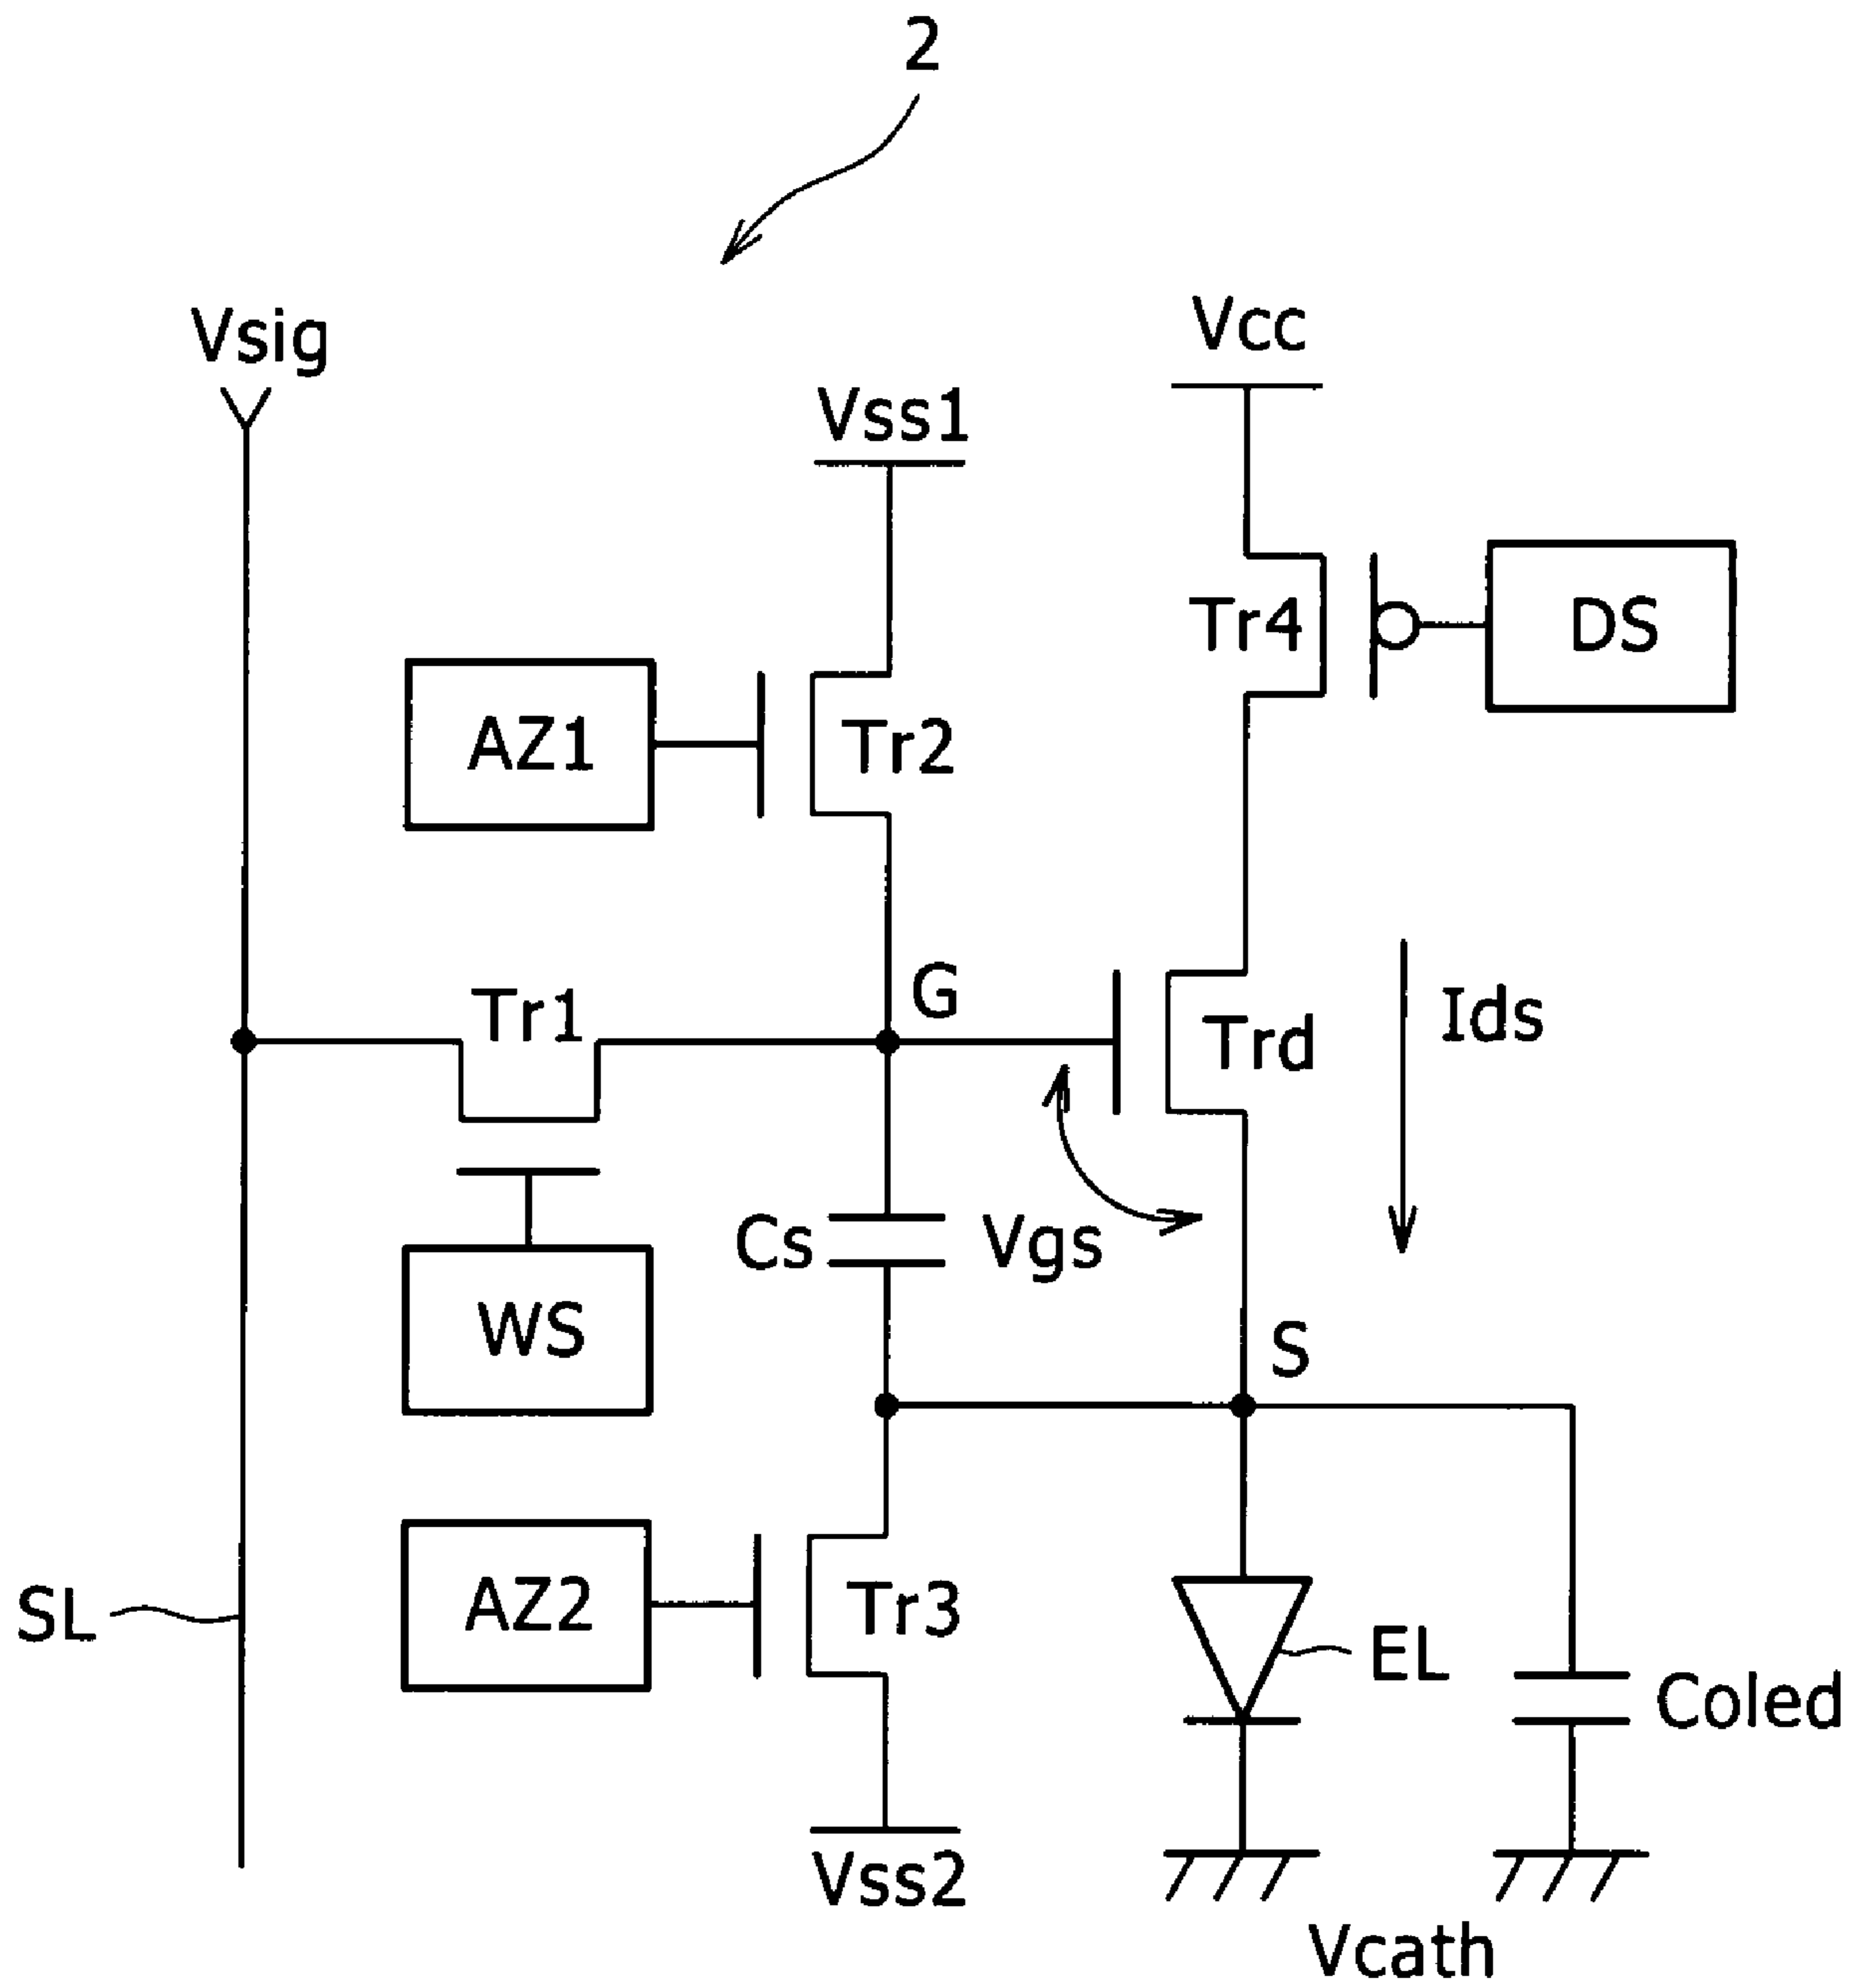 2
Vsig
Vcc
Vss1
Tr4
DS
AZ1
Tr2
G
Tr1
Trd
Ids
Cs
Vgs
WS
S
AZ2
Tr3
SL
EL
Coled
Vss2
Vcath